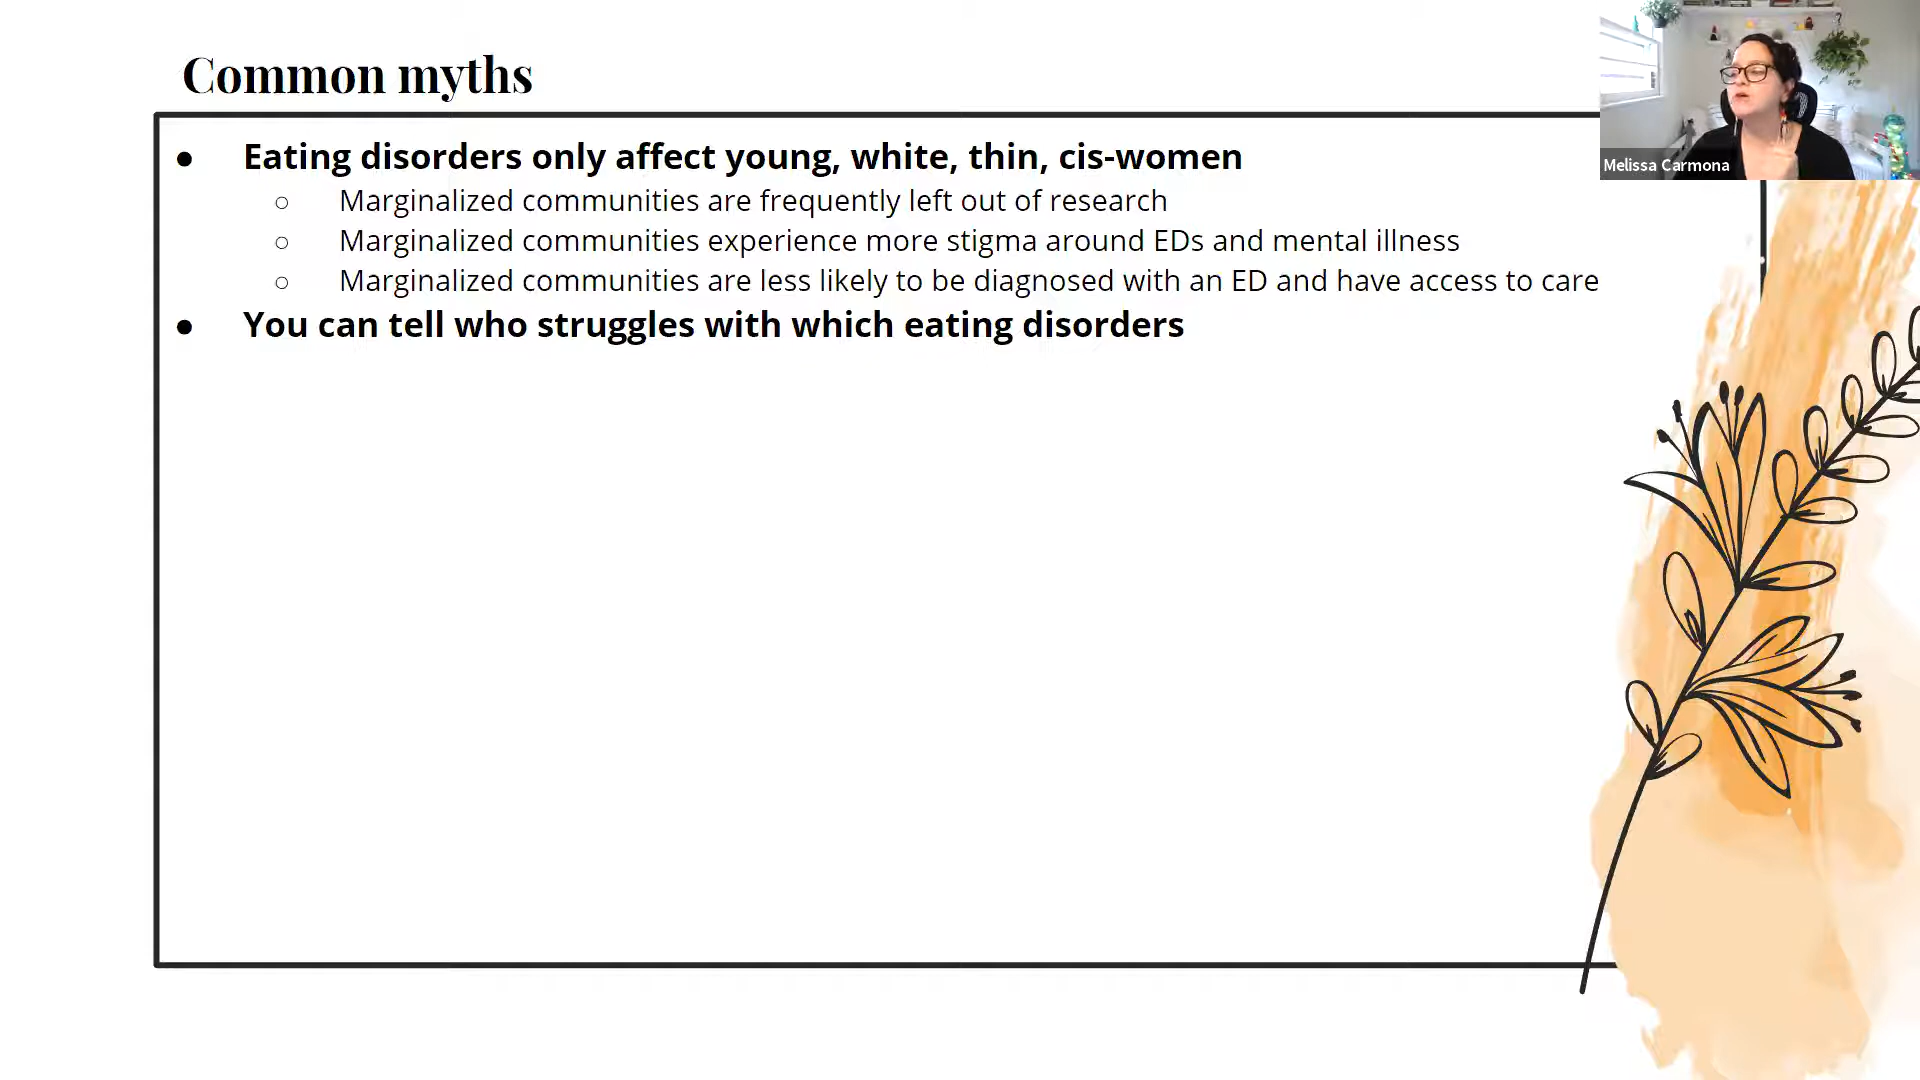 Common myths
● Eating disorders only affect young, white, thin, cis-women
○ Marginalized communities are frequently left out of research
○ Marginalized communities experience more stigma around EDs and mental illness
○ Marginalized communities are less likely to be diagnosed with an ED and have access to care
● You can tell who struggles with which eating disorders
Melissa Carmona